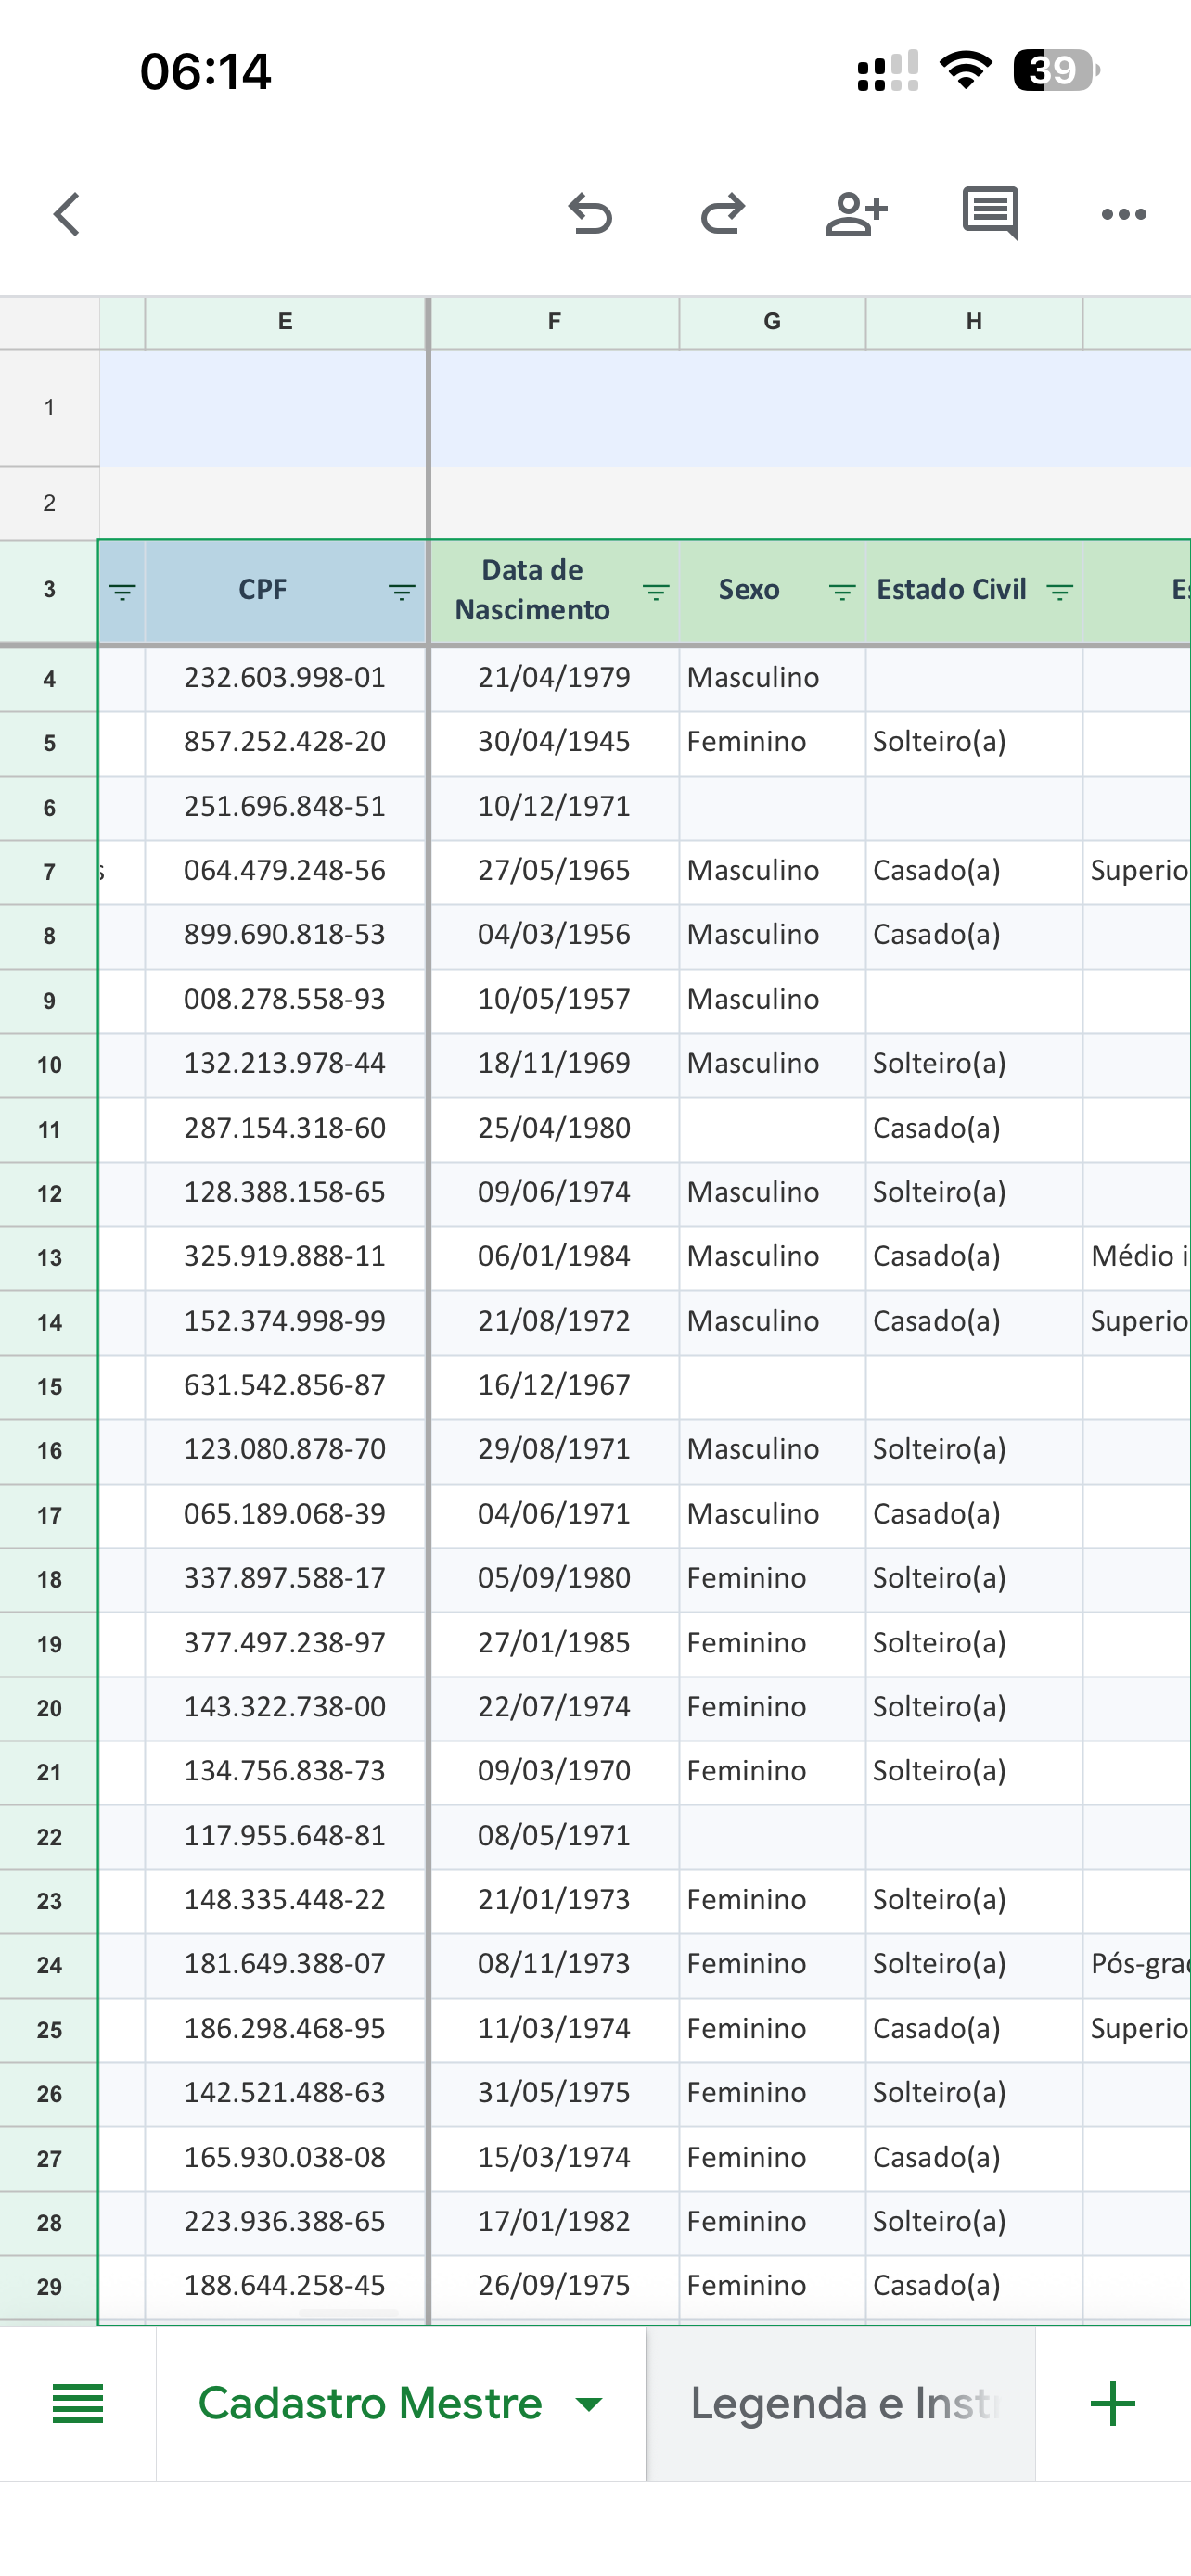 06:14
39
E F G H
1
2
3 CPF Data de Nascimento Sexo Estado Civil
4 232.603.998-01 21/04/1979 Masculino
5 857.252.428-20 30/04/1945 Feminino Solteiro(a)
6 251.696.848-51 10/12/1971
7 064.479.248-56 27/05/1965 Masculino Casado(a) Superio
8 899.690.818-53 04/03/1956 Masculino Casado(a)
9 008.278.558-93 10/05/1957 Masculino
10 132.213.978-44 18/11/1969 Masculino Solteiro(a)
11 287.154.318-60 25/04/1980 Casado(a)
12 128.388.158-65 09/06/1974 Masculino Solteiro(a)
13 325.919.888-11 06/01/1984 Masculino Casado(a) Médio i
14 152.374.998-99 21/08/1972 Masculino Casado(a) Superio
15 631.542.856-87 16/12/1967
16 123.080.878-70 29/08/1971 Masculino Solteiro(a)
17 065.189.068-39 04/06/1971 Masculino Casado(a)
18 337.897.588-17 05/09/1980 Feminino Solteiro(a)
19 377.497.238-97 27/01/1985 Feminino Solteiro(a)
20 143.322.738-00 22/07/1974 Feminino Solteiro(a)
21 134.756.838-73 09/03/1970 Feminino Solteiro(a)
22 117.955.648-81 08/05/1971
23 148.335.448-22 21/01/1973 Feminino Solteiro(a)
24 181.649.388-07 08/11/1973 Feminino Solteiro(a) Pós-gra
25 186.298.468-95 11/03/1974 Feminino Casado(a) Superio
26 142.521.488-63 31/05/1975 Feminino Solteiro(a)
27 165.930.038-08 15/03/1974 Feminino Casado(a)
28 223.936.388-65 17/01/1982 Feminino Solteiro(a)
29 188.644.258-45 26/09/1975 Feminino Casado(a)
Cadastro Mestre Legenda e Inst